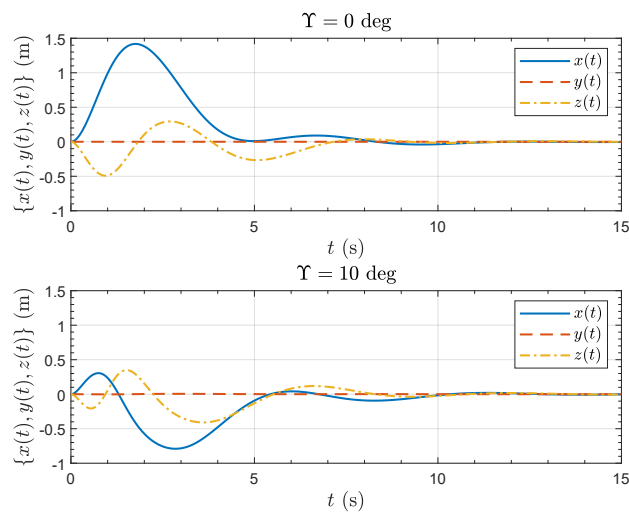 ϒ = 0 deg
{x(t), y(t), z(t)} (m)
1.5
1
0.5
0
-0.5
-1
x(t)
y(t)
z(t)
0
5
10
15
t (s)
ϒ = 10 deg
{x(t), y(t), z(t)} (m)
1.5
1
0.5
0
-0.5
-1
x(t)
y(t)
z(t)
0
5
10
15
t (s)